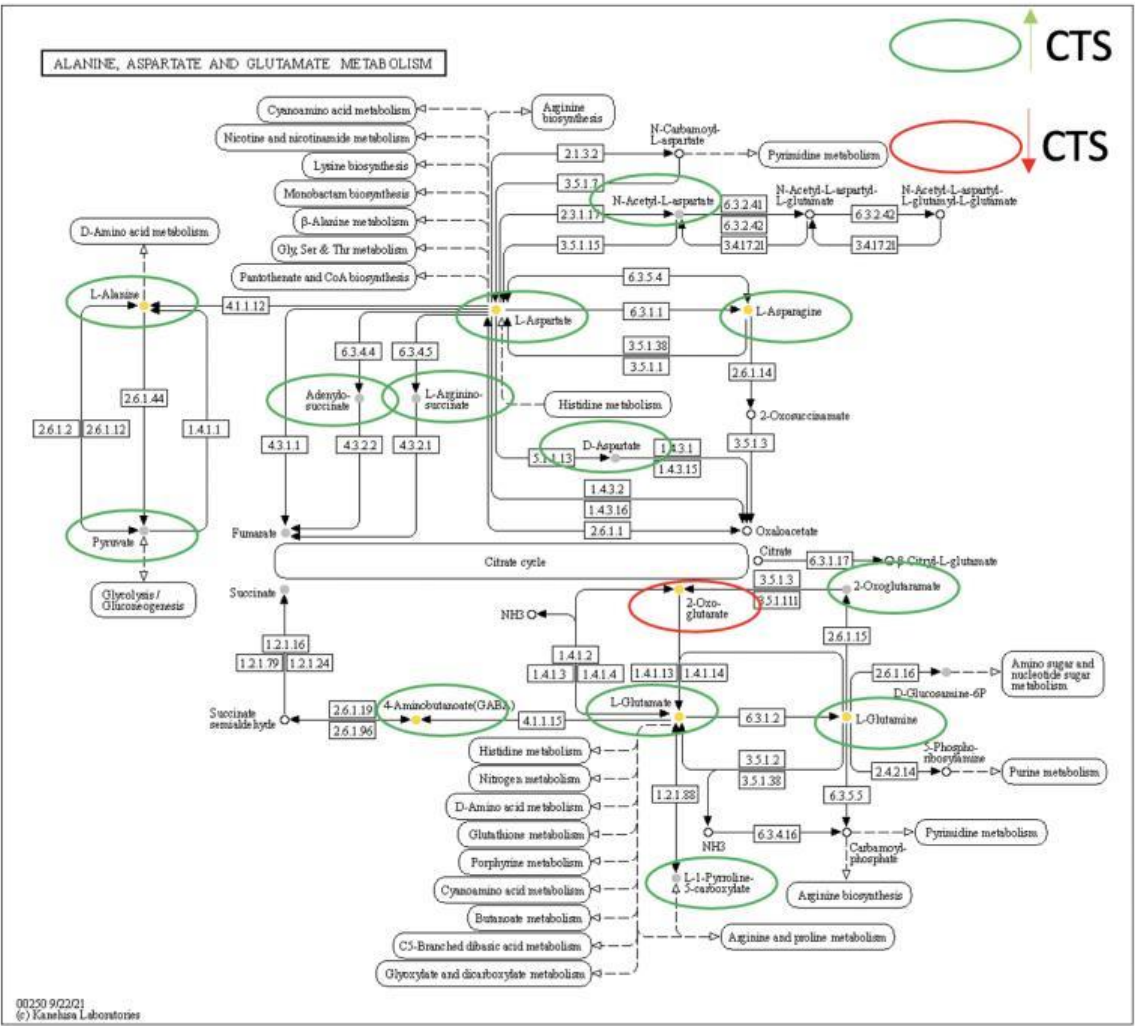 CTS
ALANINE, ASPARTATE AND GLUTAMATE METABOLISM
CTS
Cyanoamino acid metabolism
Nicotine and nicotinamide metabolism
Lysine biosynthesis
Monobactam biosynthesis
β-Alanine metabolism
Gly, Ser & Thr metabolism
Pantothenate and CoA biosynthesis
Arginine
biosynthesis
N-Carbamoyl-
L-aspartate
2.1.3.2
Pyrimidine metabolism
3.5.1.7
N-Acetyl-L-aspartate
2.3.1.17
3.5.1.15
6.3.2.41
6.3.2.42
3.4.17.21
N-Acetyl-L-aspartyl-
L-glutamate
6.3.2.42
3.4.17.21
N-Acetyl-L-aspartyl-
L-glutamyl-L-glutamate
D-Amino acid metabolism
L-Alanine
4.1.1.12
L-Aspartate
6.3.5.4
6.3.1.1
3.5.1.38
3.5.1.1
L-Asparagine
2.6.1.14
2-Oxosuccinamate
3.5.1.3
6.3.4.4
6.3.4.5
Adenylo-
succinate
L-Arginino-
succinate
Histidine metabolism
2.6.1.44
2.6.1.2
2.6.1.12
1.4.1.1
4.3.1.1
4.3.2.2
4.3.2.1
D-Aspartate
5.1.1.13
1.4.3.1
1.4.3.15
1.4.3.2
1.4.3.16
2.6.1.1
Pyruvate
Fumarate
Oxaloacetate
Glycolysis /
Gluconeogenesis
Citrate cycle
Citrate
6.3.1.17
β-Citryl-L-glutamate
Succinate
3.5.1.3
3.5.1.111
2-Oxoglutaramate
2-Oxo-
glutarate
NH3
1.2.1.16
1.2.1.79
1.2.1.24
1.4.1.2
1.4.1.3
1.4.1.4
1.4.1.13
1.4.1.14
2.6.1.15
2.6.1.16
D-Glucosamine-6P
Amino sugar and
nucleotide sugar
metabolism
Succinate
semialdehyde
2.6.1.19
2.6.1.96
4-Aminobutanoate(GABA)
4.1.1.15
L-Glutamate
6.3.1.2
L-Glutamine
5-Phospho-
ribosylamine
2.4.2.14
Purine metabolism
3.5.1.2
3.5.1.38
1.2.1.88
6.3.5.5
NH3
6.3.4.16
Carbamoyl-
phosphate
Pyrimidine metabolism
Arginine biosynthesis
Histidine metabolism
Nitrogen metabolism
D-Amino acid metabolism
Glutathione metabolism
Porphyrine metabolism
Cyanoamino acid metabolism
Butanoate metabolism
C5-Branched dibasic acid metabolism
Glyoxylate and dicarboxylate metabolism
L-1-Pyrroline-
5-carboxylate
Arginine and proline metabolism
00250 9/22/21
(c) Kanehisa Laboratories